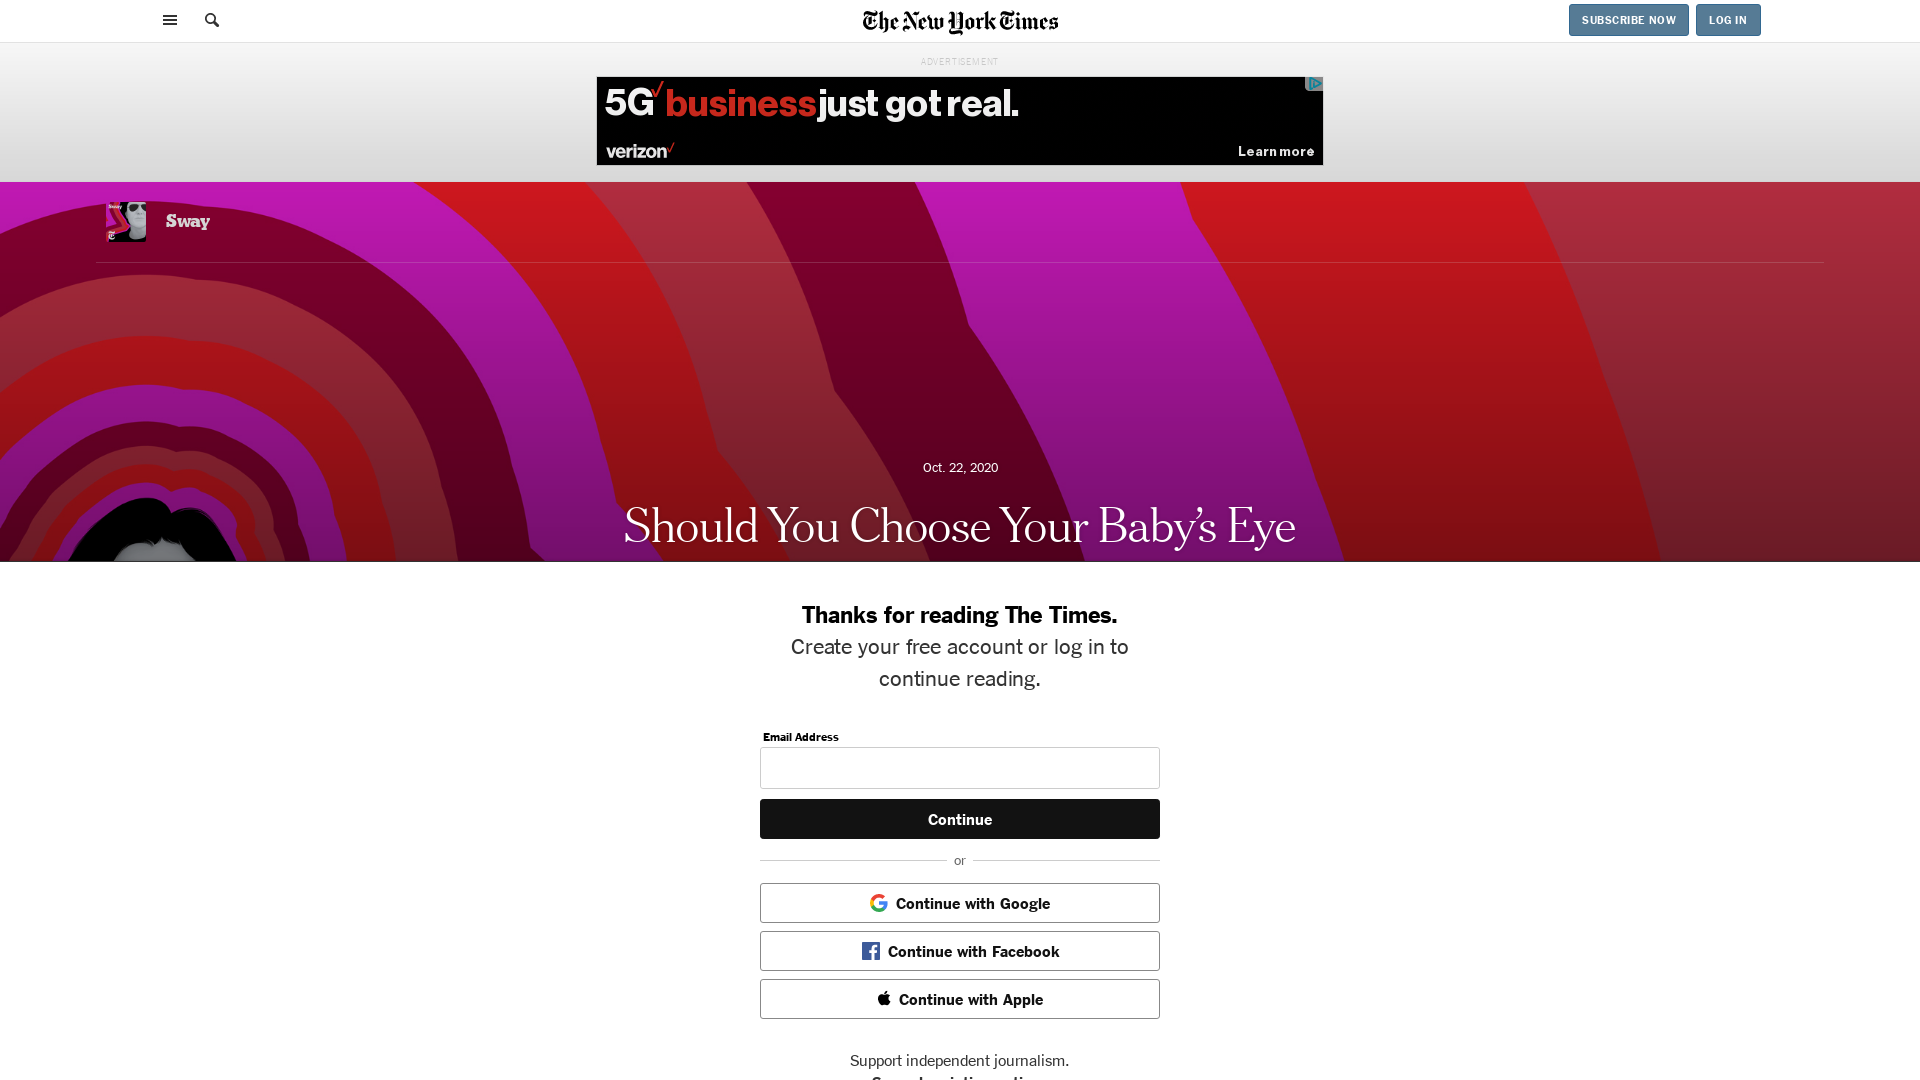 The New York Times
SUBSCRIBE NOW
LOG IN
ADVERTISEMENT
5G business just got real.
verizon
Learn more
Sway
Oct. 22, 2020
Should You Choose Your Baby’s Eye
Thanks for reading The Times.
Create your free account or log in to
continue reading.
Email Address
Continue
or
Continue with Google
Continue with Facebook
Continue with Apple
Support independent journalism.